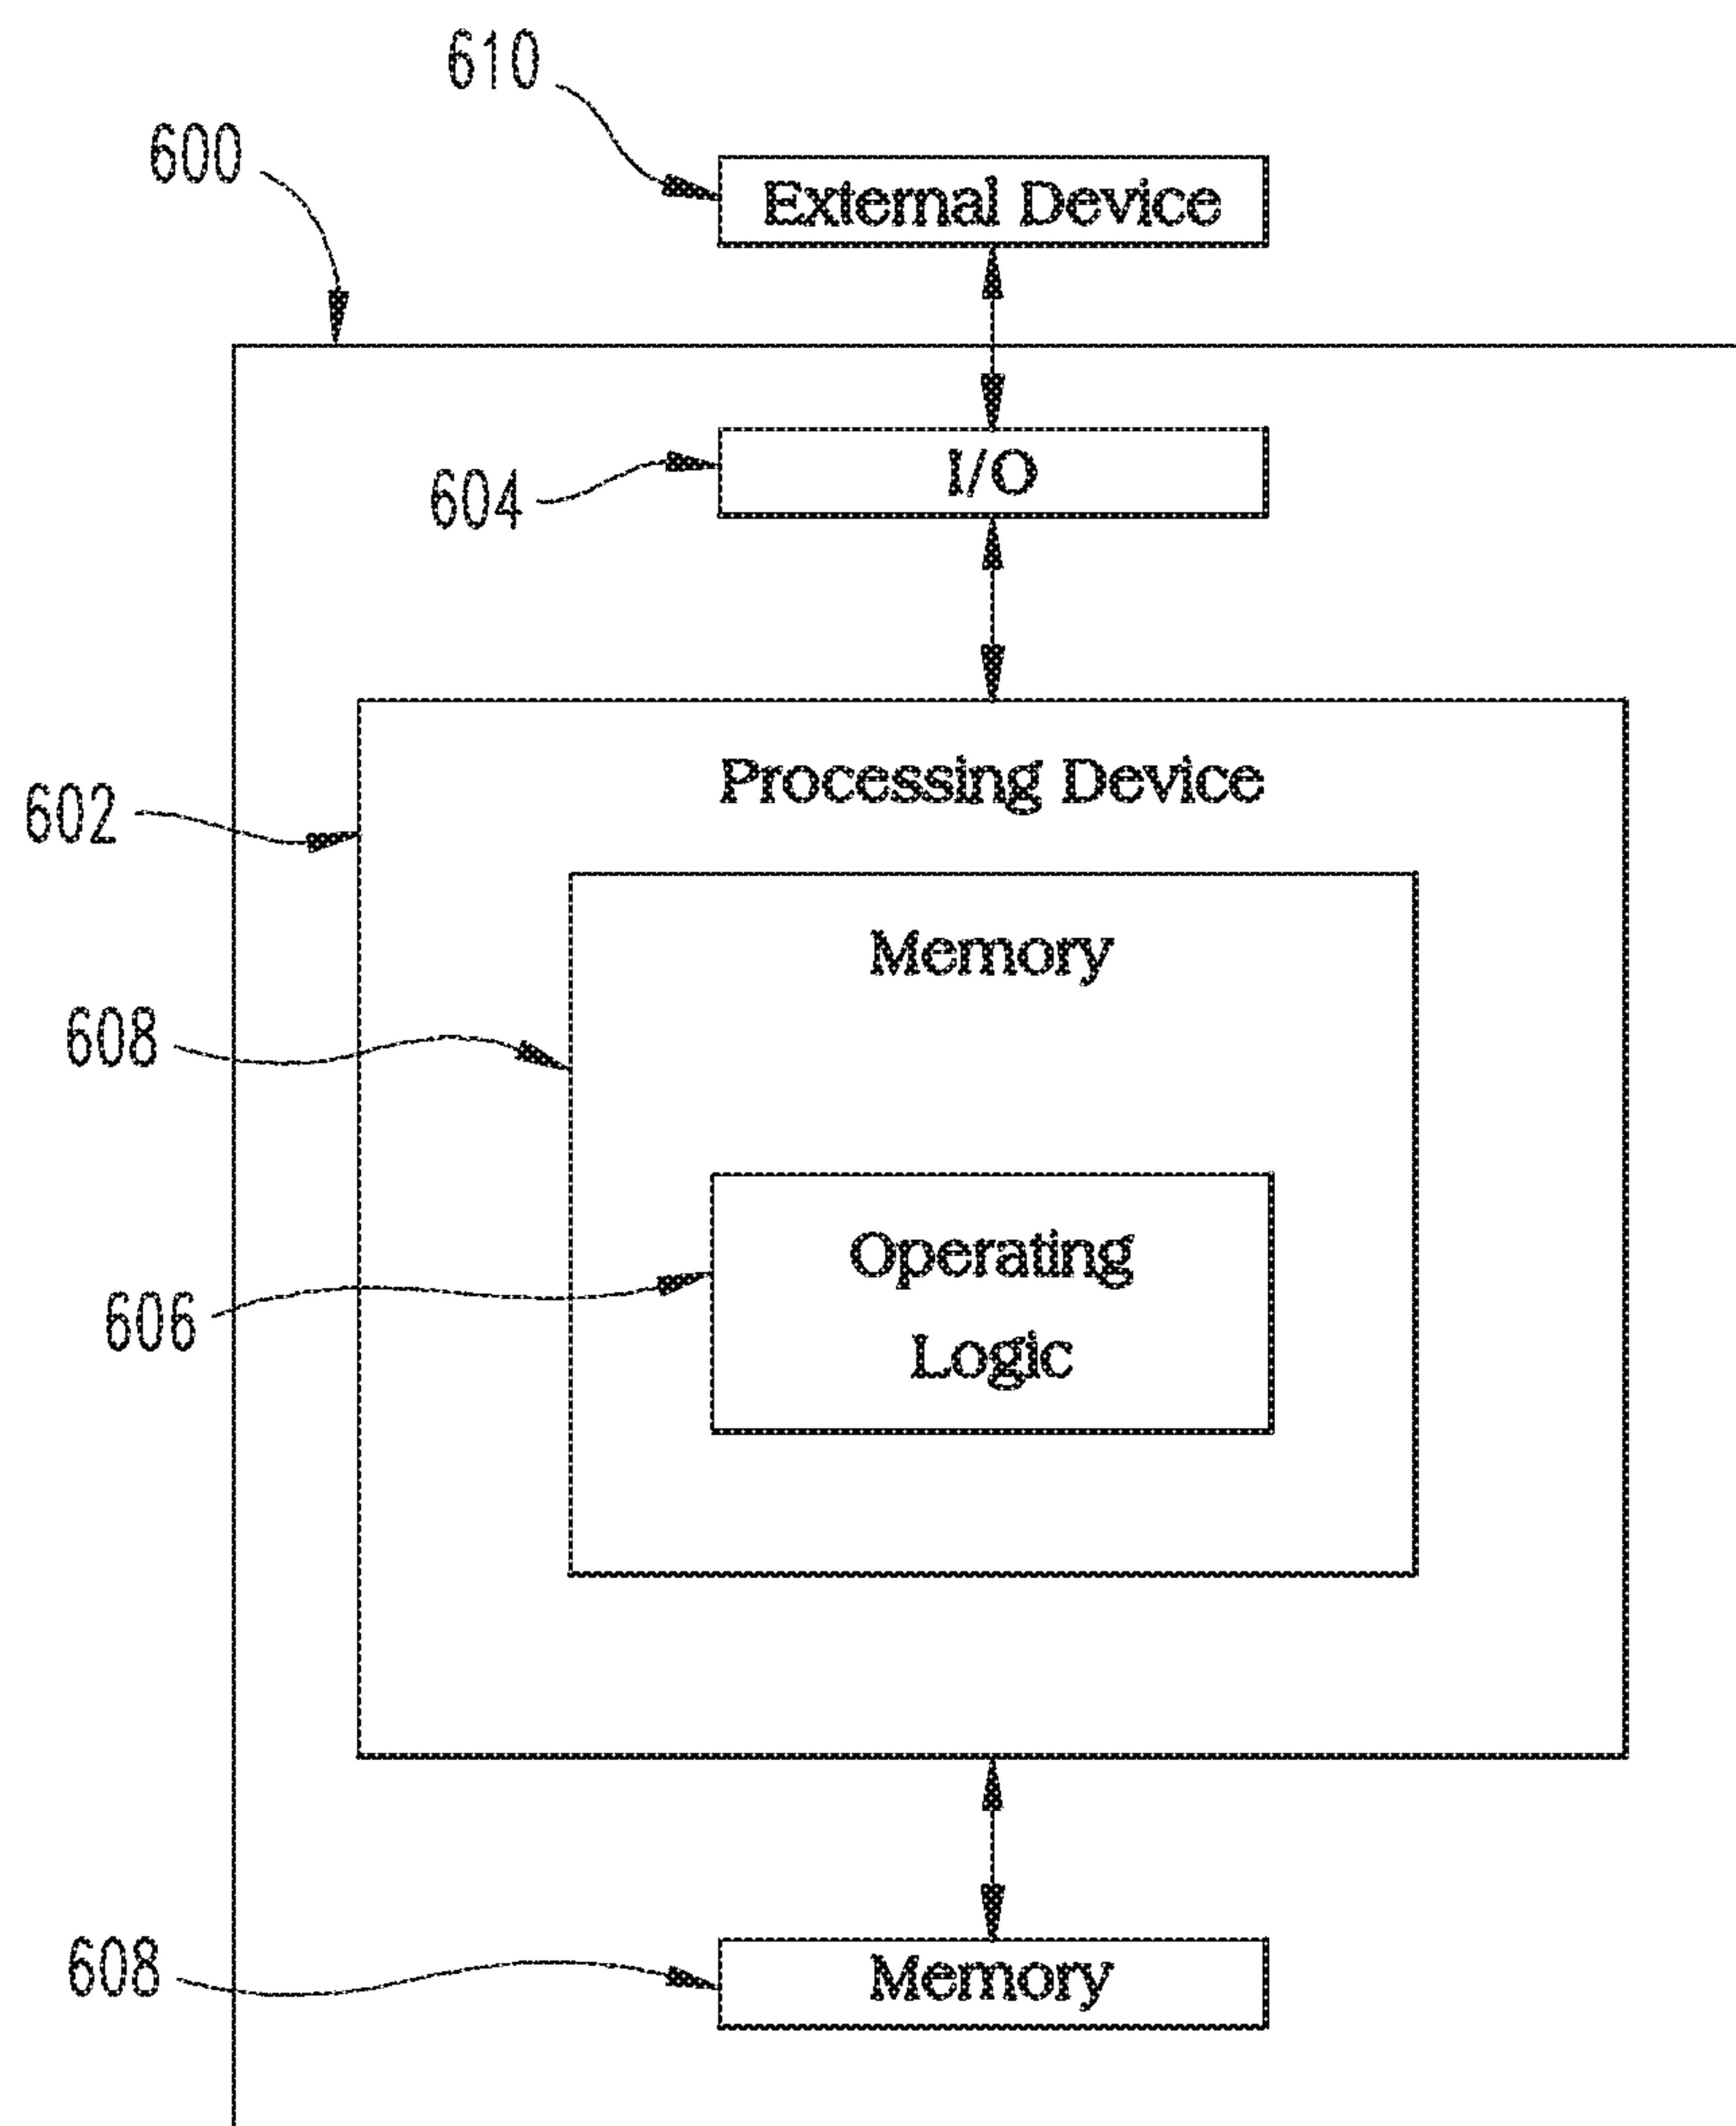 610
600
External Device
I/O
604
Processing Device
602
Memory
608
Operating
606
Logic
608
Memory